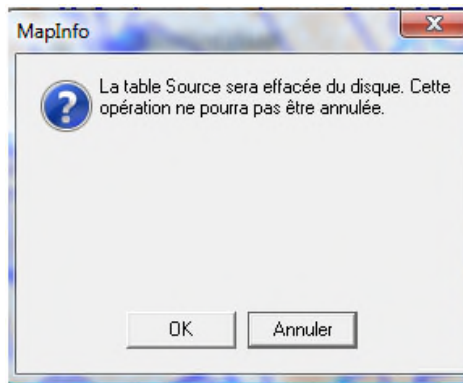 MapInfo
La table Source sera effacée du disque. Cette
opération ne pourra pas être annulée.
OK
Annuler